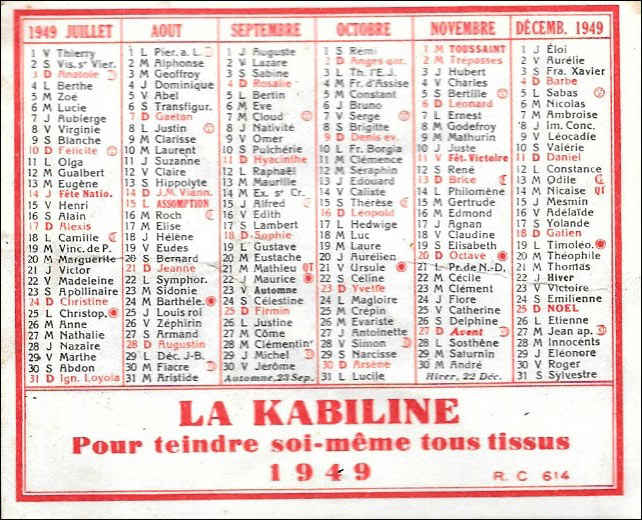 1949 JUILLET
1 V Thierry
2 S Vis. st Vier.
3 D Anatole
4 L Berthe
5 M Zoé
6 M Lucie
7 J Aubierge
8 V Virginie
9 S Blanche
10 D Félicité
11 L Olga
12 M Gualbert
13 M Eugène
14 J Fête Natio.
15 V Henri
16 S Alain
17 D Alexis
18 L Camille
19 M Vinc. de P.
20 M Marguerite
21 J Victor
22 V Madeleine
23 S Apollinaire
24 D Christine
25 L Christop.
26 M Anne
27 M Nathalie
28 J Nazaire
29 V Marthe
30 S Abdon
31 D Ign. Loyola
AOUT
1 L Pier. a. L.
2 M Alphonse
3 M Geoffroy
4 J Dominique
5 V Abel
6 S Transfigur.
7 D Gaetan
8 L Justin
9 M Clarisse
10 M Laurent
11 J Suzanne
12 V Claire
13 S Hippolyte
14 D J.M. Viann.
15 L ASSOMPTION
16 M Roch
17 M Elise
18 J Hélène
19 V Eudes
20 S Bernard
21 D Jeanne
22 L Symphor.
23 M Sidonie
24 M Barthéle.
25 J Louis roi
26 V Zéphirin
27 S Armand
28 D Augustin
29 L Déc. J-B.
30 M Fiacre
31 M Aristide
SEPTEMBRE
1 J Auguste
2 V Lazare
3 S Sabine
4 D Rosalie
5 L Bertin
6 M Eve
7 M Cloud
8 J Nativité
9 V Omer
10 S Pulchérie
11 D Hyacinthe
12 L Raphaël
13 M Maurille
14 M Ex. st Cr.
15 J Alfred
16 V Edith
17 S Lambert
18 D Sophie
19 L Gustave
20 M Eustache
21 M Mathieu QT
22 J Maurice
23 V Automne
24 S Célestine
25 D Firmin
26 L Justine
27 M Côme
28 M Clémentin
29 J Michel
30 V Jérome
Automne, 23 Sep.
OCTOBRE
1 S Rémi
2 D Anges gar.
3 L Th. l'E.J.
4 M Fr. d'Assise
5 M Constant
6 J Bruno
7 V Serge
8 S Brigitte
9 D Denis ev.
10 L Fr. Borgia
11 M Clémence
12 M Séraphin
13 J Edouard
14 V Caliste
15 S Therèse
16 D Léopold
17 L Hedwige
18 M Luc
19 M Laure
20 J Aurélien
21 V Ursule
22 S Céline
23 D Yvette
24 L Magloire
25 M Crépin
26 M Evariste
27 J Antoinette
28 V Simon
29 S Narcisse
30 D Arsène
31 L Lucile
NOVEMBRE
1 M TOUSSAINT
2 M Trépasses
3 J Hubert
4 V Charles
5 S Bertille
6 D Léonard
7 L Ernest
8 M Godefroy
9 M Mathurin
10 J Juste
11 V Fêt. Victoire
12 S René
13 D Brice
14 L Philomène
15 M Gertrude
16 M Edmond
17 J Agnan
18 V Claudine
19 S Elisabeth
20 D Octave
21 L Pr. de N.-D.
22 M Cécile
23 M Clément
24 J Flore
25 V Catherine
26 S Delphine
27 D Avent
28 L Sosthène
29 M Saturnin
30 M André
Hiver, 22 Déc.
DÉCEMB. 1949
1 J Éloi
2 V Aurélie
3 S Fra. Xavier
4 D Barbe
5 L Sabas
6 M Nicolas
7 M Ambroise
8 J Im. Conc.
9 V Léocadie
10 S Valérie
11 D Daniel
12 L Constance
13 M Odile
14 M Nicaise QT
15 J Mesmin
16 V Adelaïde
17 S Yolande
18 D Gatien
19 L Timoléo.
20 M Théophile
21 M Thomas
22 J Hiver
23 V Victoire
24 S Emilienne
25 D NOEL
26 L Etienne
27 M Jean ap.
28 M Innocents
29 J Eléonore
30 V Roger
31 S Sylvestre
LA KABILINE
Pour teindre soi-même tous tissus
1949
R. C 614